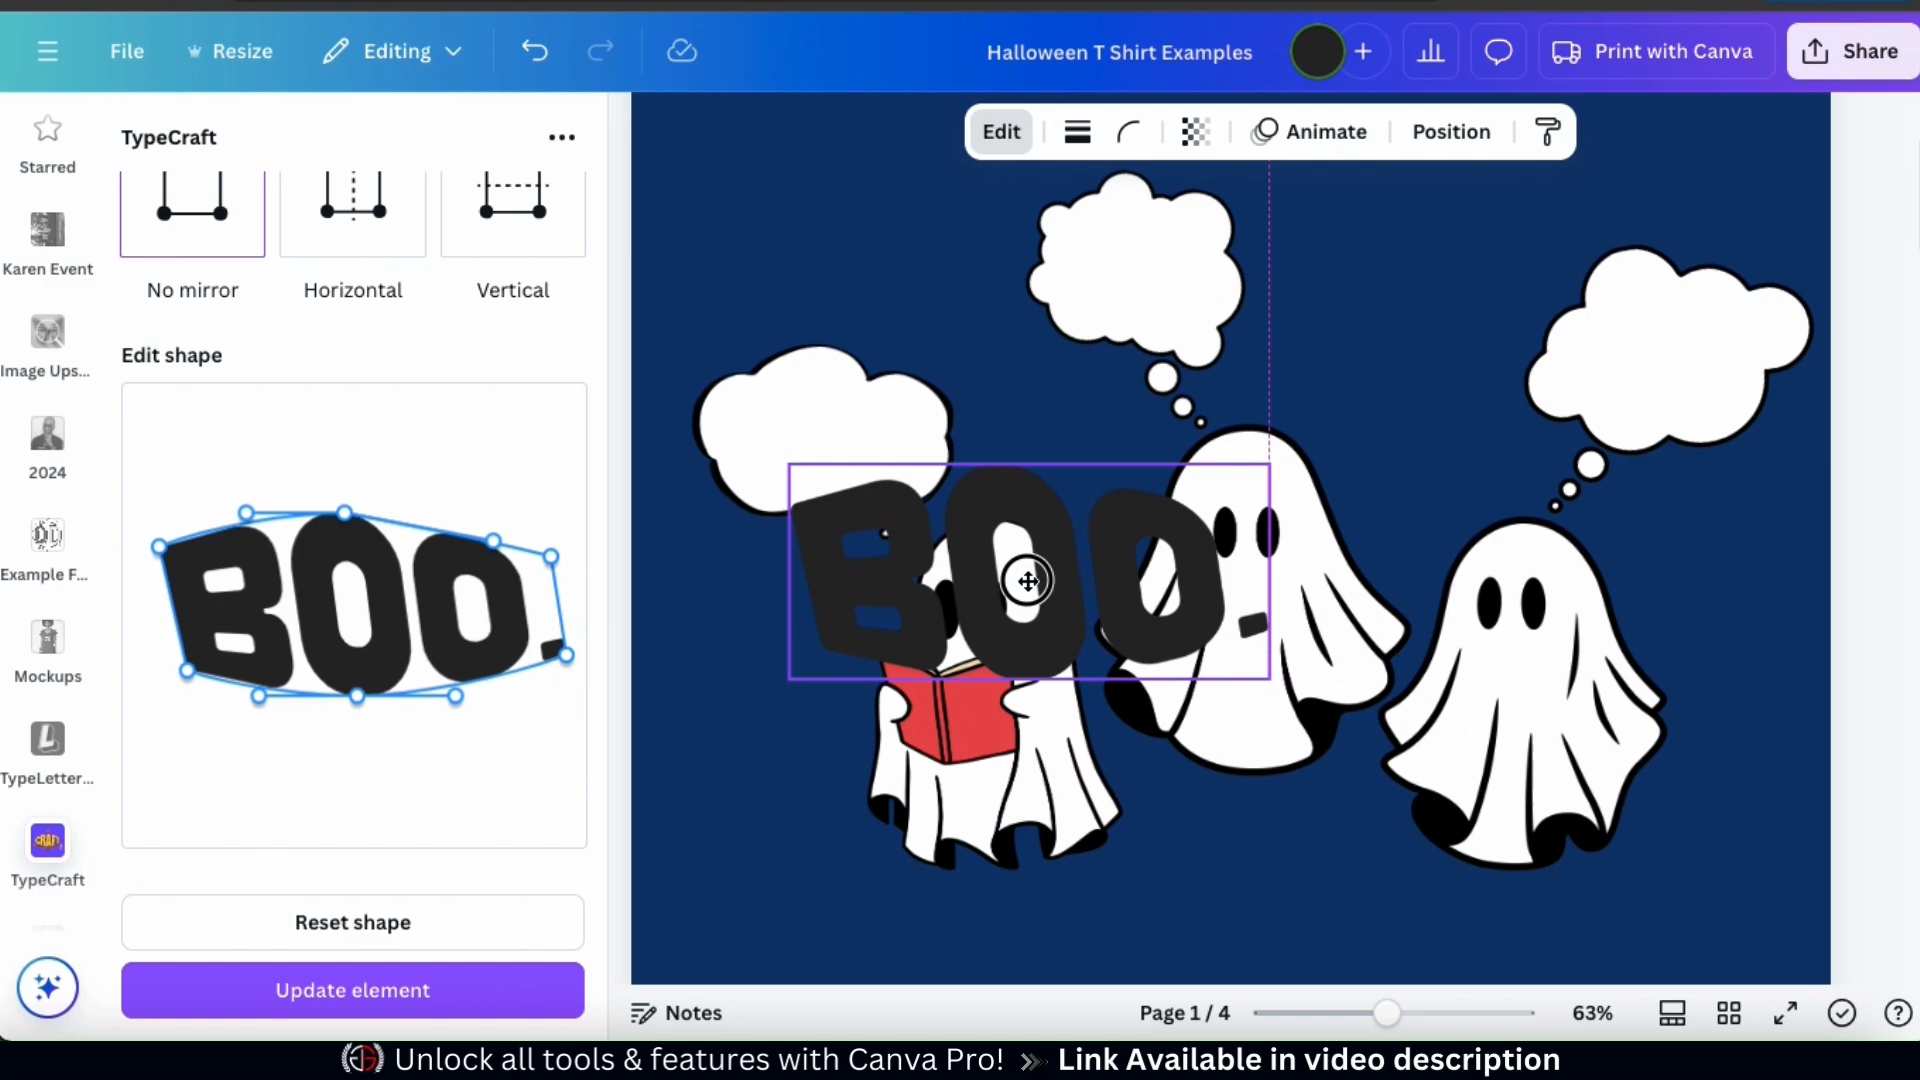 File
Resize
Editing
Halloween T Shirt Examples
Print with Canva
Share
Starred
Karen Event
Image Ups...
2024
Example F...
Mockups
TypeLetter...
TypeCraft
TypeCraft
No mirror
Horizontal
Vertical
Edit shape
BOO.
Reset shape
Update element
Edit
Animate
Position
BOO.
Notes
Page 1 / 4
63%
Unlock all tools & features with Canva Pro! Link Available in video description